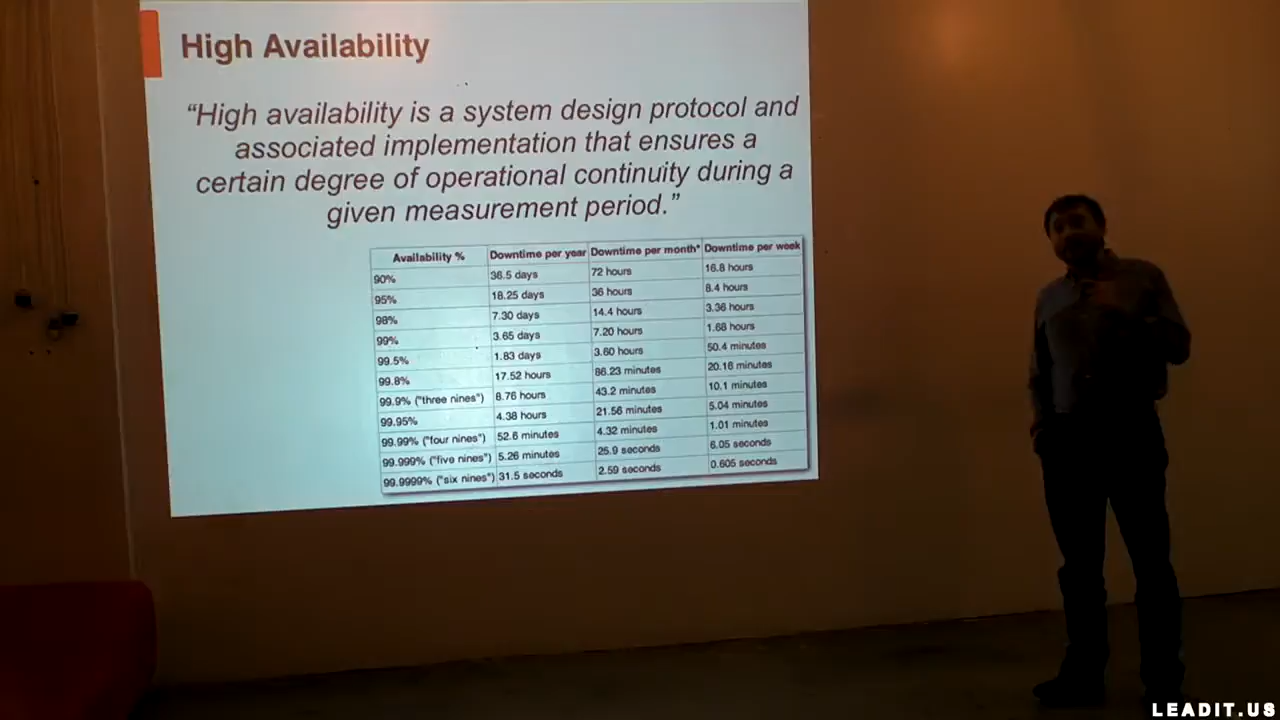 High Availability
“High availability is a system design protocol and
associated implementation that ensures a
certain degree of operational continuity during a
given measurement period.”
Availability % Downtime per year Downtime per month* Downtime per week
90% 36.5 days 72 hours 16.8 hours
95% 18.25 days 36 hours 8.4 hours
98% 7.30 days 14.4 hours 3.36 hours
99% 3.65 days 7.20 hours 1.68 hours
99.5% 1.83 days 3.60 hours 50.4 minutes
99.8% 17.52 hours 86.23 minutes 20.16 minutes
99.9% ("three nines") 8.76 hours 43.2 minutes 10.1 minutes
99.95% 4.38 hours 21.56 minutes 5.04 minutes
99.99% ("four nines") 52.6 minutes 4.32 minutes 1.01 minutes
99.999% ("five nines") 5.26 minutes 25.9 seconds 6.05 seconds
99.9999% ("six nines") 31.5 seconds 2.59 seconds 0.605 seconds
LEADIT.US